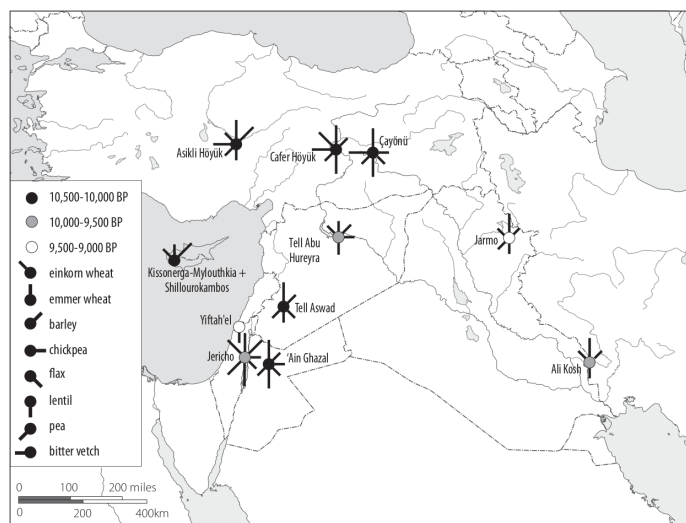 Asikli Höyük
Cafer Höyük
Çayönü
10,500-10,000 BP
10,000-9,500 BP
9,500-9,000 BP
einkorn wheat
emmer wheat
barley
chickpea
flax
lentil
pea
bitter vetch
Kissonerga-Mylouthkia +
Shillourokambos
Tell Abu
Hureyra
Jarmo
Tell Aswad
Yiftah'el
Jericho
'Ain Ghazal
Ali Kosh
0 100 200 miles
0 200 400km